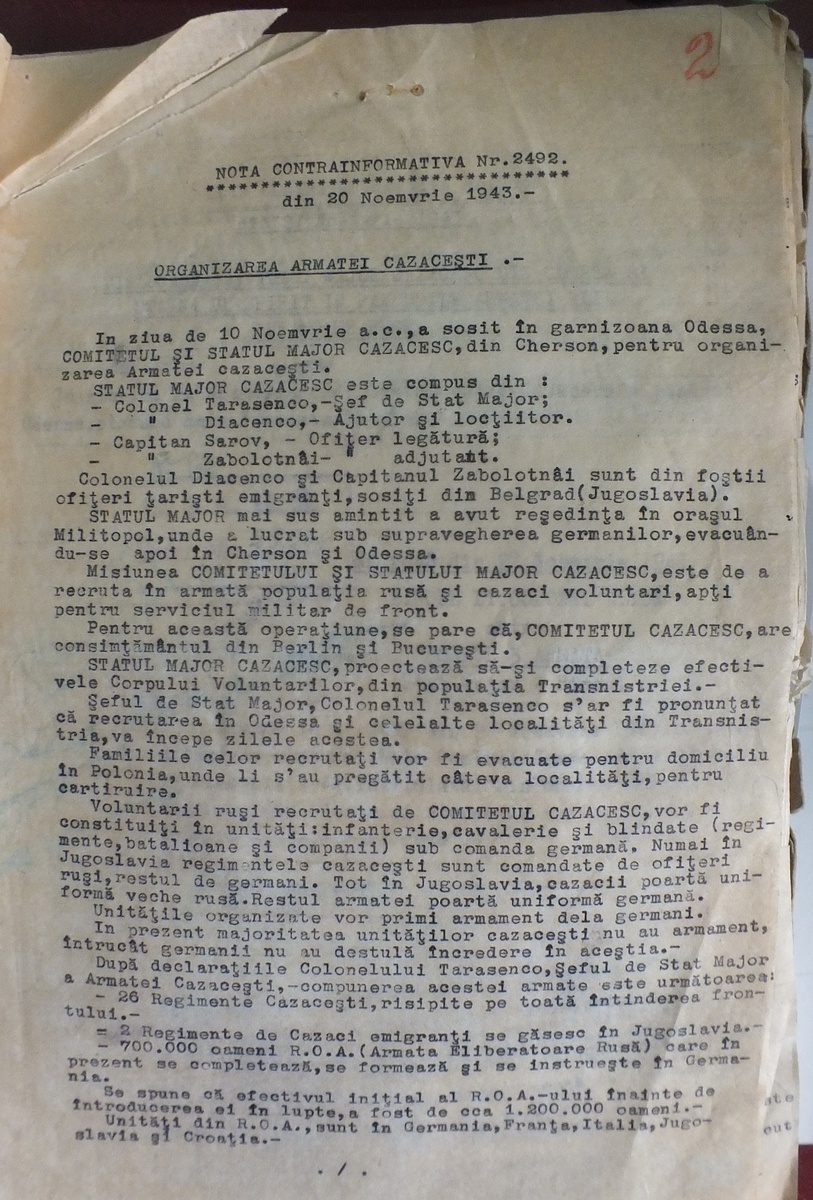 2
NOTA CONTRAINFORMATIVA Nr.2492.
*********************************
din 20 Noemvrie 1943.-
ORGANIZAREA ARMATEI CAZACEŞTI .-
In ziua de 10 Noemvrie a.c.,a sosit în garnizoana Odessa,
COMITETUL ŞI STATUL MAJOR CAZACESC,din Cherson,pentru organi-
zarea Armatei cazaceşti.
STATUL MAJOR CAZACESC este compus din :
- Colonel Tarasenco,-Şef de Stat Major;
- " Diacenco,- Ajutor şi locţiitor.
- Capitan Sarov, - Ofiţer legătură;
- " Zabolotnâi- " adjutant.
Colonelul Diacenco şi Capitanul Zabolotnâi sunt din foştii
ofiţeri ţarişti emigranţi,sosiţi din Belgrad(Jugoslavia).
STATUL MAJOR mai sus amintit a avut reşedinţa în oraşul
Militopol,unde a lucrat sub supravegherea germanilor,evacuân-
du-se apoi în Cherson şi Odessa.
Misiunea COMITETULUI ŞI STATULUI MAJOR CAZACESC,este de a
recruta în armată populaţia rusă şi cazaci voluntari,apţi
pentru serviciul militar de front.
Pentru această operaţiune,se pare că,COMITETUL CAZACESC,are
consimţământul din Berlin şi Bucureşti.
STATUL MAJOR CAZACESC,proectează să-şi completeze efecti-
vele Corpului Voluntarilor,din populaţia Transnistriei.-
Şeful de Stat Major,Colonelul Tarasenco s'ar fi pronunţat
că recrutarea în Odessa şi celelalte localităţi din Transnis-
tria,va începe zilele acestea.
Familiile celor recrutaţi vor fi evacuate pentru domiciliu
în Polonia,unde li s'au pregătit câteva localităţi,pentru
cartiruire.
Voluntarii ruşi recrutaţi de COMITETUL CAZACESC,vor fi
constituiţi în unităţi:infanterie,cavalerie şi blindate (regi-
mente,batalioane şi companii) sub comanda germană. Numai în
Jugoslavia regimentele cazaceşti sunt comandate de ofiţeri
ruşi,restul de germani. Tot în Jugoslavia,cazacii poartă uni-
formă veche rusă.Restul armatei poartă uniformă germană.
Unităţile organizate vor primi armament dela germani.
In prezent majoritatea unităţilor cazaceşti nu au armament,
întrucât germanii nu au destulă încredere în aceştia.-
După declaraţiile Colonelului Tarasenco,Şeful de Stat Major
a Armatei Cazaceşti,-compunerea acestei armate este următoarea:
- 26 Regimente Cazaceşti,risipite pe toată întinderea fron-
tului.-
= 2 Regimente de Cazaci emigranţi se găsesc în Jugoslavia.-
- 700.000 oameni R.O.A.(Armata Eliberatoare Rusă) care în
prezent se completează,se formează şi se instrueşte în Germa-
nia.
Se spune că efectivul iniţial al R.O.A.-ului înainte de
introducerea ei în lupte,a fost de cca 1.200.000 oameni.-
Unităţi din R.O.A.,sunt în Germania,Franţa,Italia,Jugo-
slavia şi Croaţia.-
./.